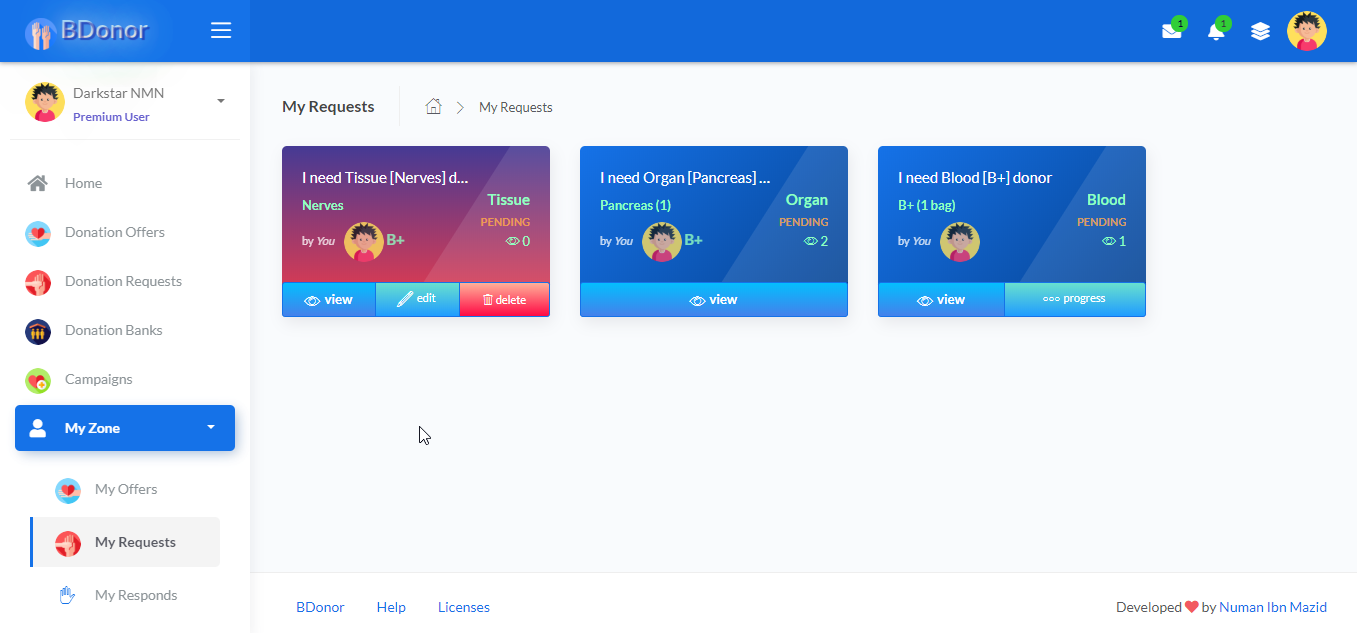 BDonor
1
1
Darkstar NMN
Premium User
Home
Donation Offers
Donation Requests
Donation Banks
Campaigns
My Zone
My Offers
My Requests
My Responds
My Requests
My Requests
I need Tissue [Nerves] d...
Tissue
Nerves
PENDING
by You
B+
0
view
edit
delete
I need Organ [Pancreas] ...
Organ
Pancreas (1)
PENDING
by You
B+
2
view
I need Blood [B+] donor
Blood
B+ (1 bag)
PENDING
by You
1
view
progress
BDonor Help Licenses
Developed by Numan Ibn Mazid